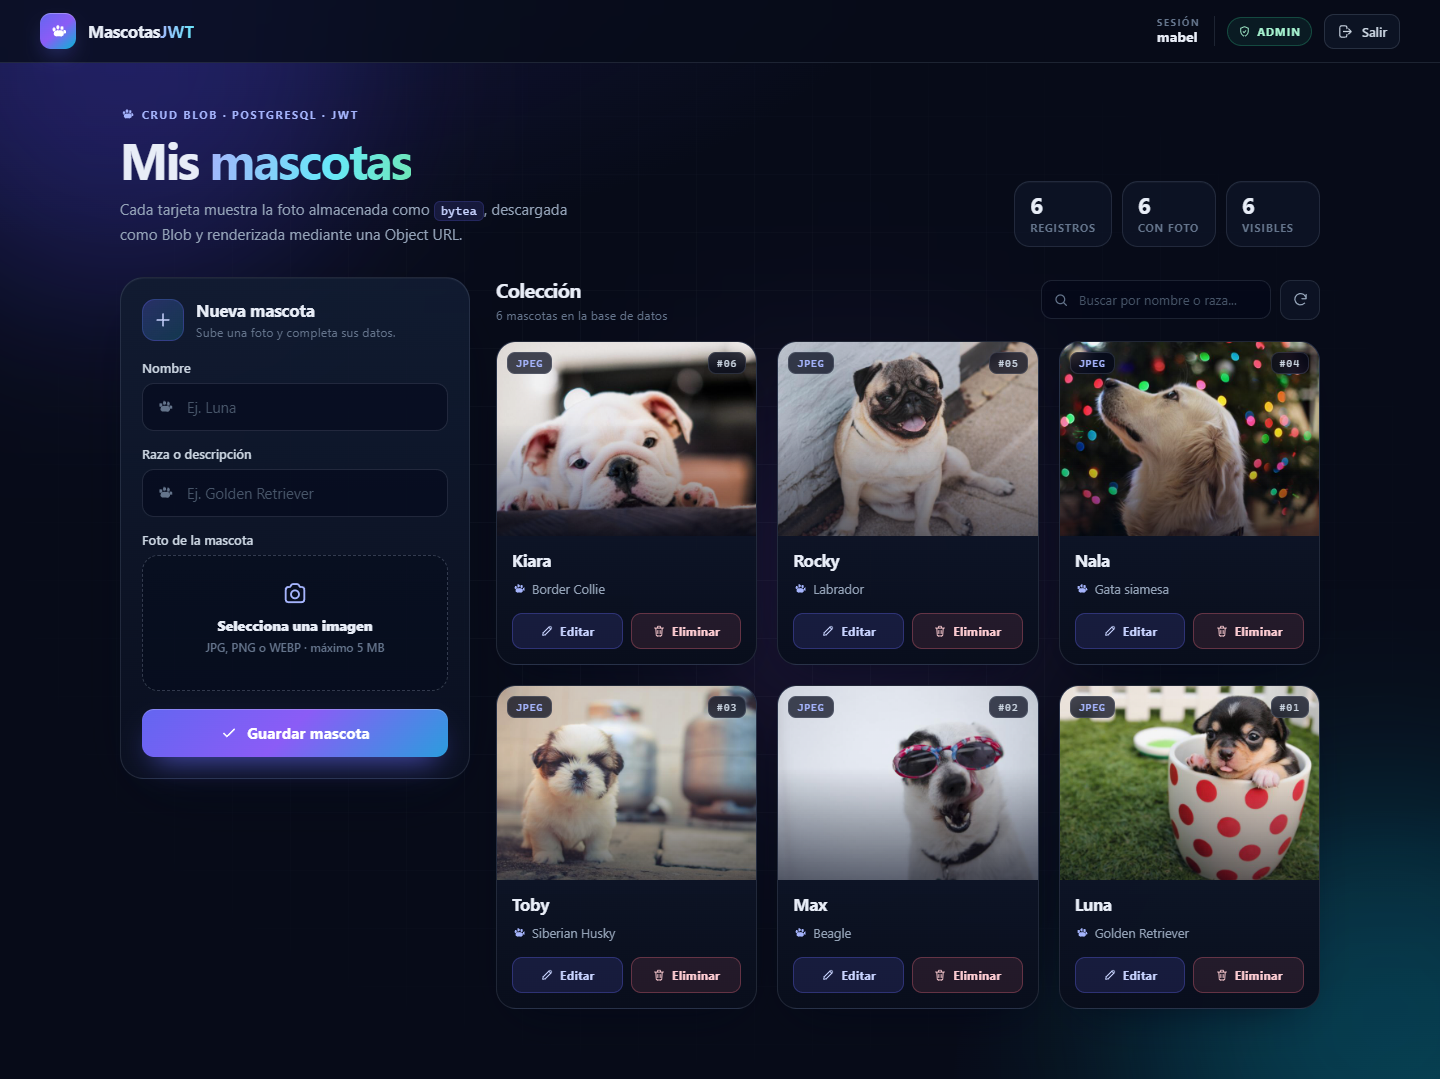 MascotasJWT
SESIÓN
mabel
ADMIN
Salir
CRUD BLOB · POSTGRESQL · JWT
Mis mascotas
Cada tarjeta muestra la foto almacenada como bytea, descargada
como Blob y renderizada mediante una Object URL.
6
REGISTROS
6
CON FOTO
6
VISIBLES
Nueva mascota
Sube una foto y completa sus datos.
Nombre
Ej. Luna
Raza o descripción
Ej. Golden Retriever
Foto de la mascota
Selecciona una imagen
JPG, PNG o WEBP · máximo 5 MB
Guardar mascota
Colección
6 mascotas en la base de datos
Buscar por nombre o raza...
JPEG
#06
Kiara
Border Collie
Editar
Eliminar
JPEG
#05
Rocky
Labrador
Editar
Eliminar
JPEG
#04
Nala
Gata siamesa
Editar
Eliminar
JPEG
#03
Toby
Siberian Husky
Editar
Eliminar
JPEG
#02
Max
Beagle
Editar
Eliminar
JPEG
#01
Luna
Golden Retriever
Editar
Eliminar